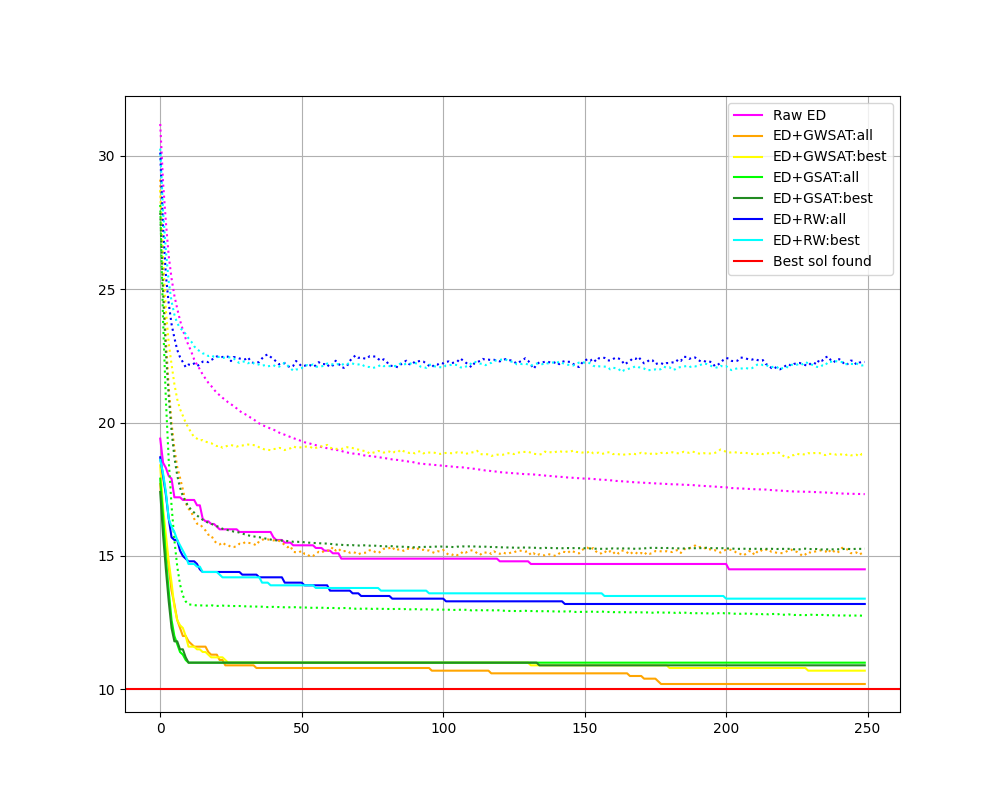 Raw ED
ED+GWSAT:all
ED+GWSAT:best
ED+GSAT:all
ED+GSAT:best
ED+RW:all
ED+RW:best
Best sol found
30
25
20
15
10
0 50 100 150 200 250